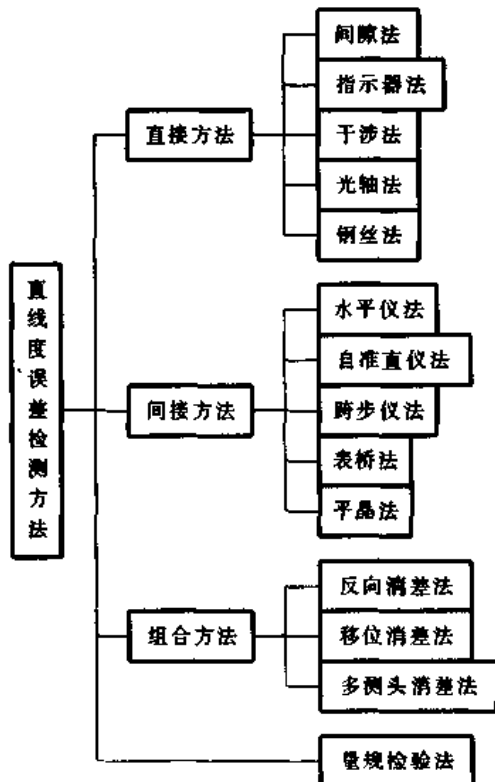 直线度误差检测方法
直接方法
间隙法
指示器法
干涉法
光轴法
钢丝法
间接方法
水平仪法
自准直仪法
跨步仪法
表桥法
平晶法
组合方法
反向消差法
移位消差法
多测头消差法
量规检验法